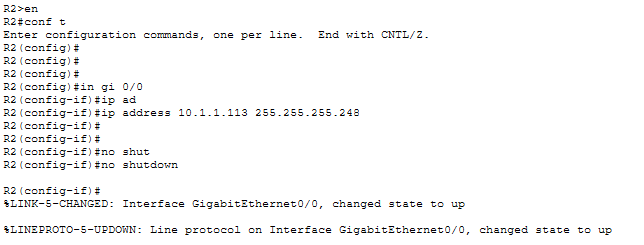 R2>en
R2#conf t
Enter configuration commands, one per line.  End with CNTL/Z.
R2(config)#
R2(config)#
R2(config)#
R2(config)#in gi 0/0
R2(config-if)#ip ad
R2(config-if)#ip address 10.1.1.113 255.255.255.248
R2(config-if)#
R2(config-if)#
R2(config-if)#no shut
R2(config-if)#no shutdown
R2(config-if)#
%LINK-5-CHANGED: Interface GigabitEthernet0/0, changed state to up
%LINEPROTO-5-UPDOWN: Line protocol on Interface GigabitEthernet0/0, changed state to up